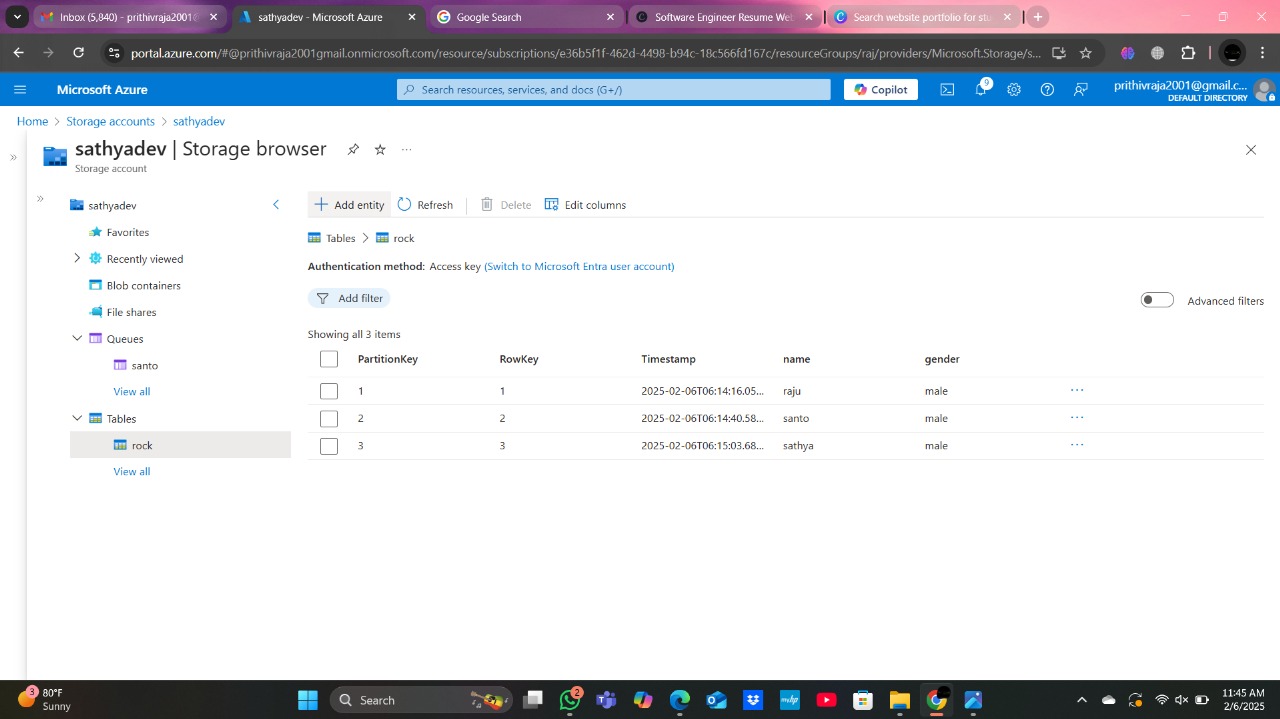 Inbox (5,840) - prithivraja2001@
sathyadev - Microsoft Azure
Google Search
Software Engineer Resume Web
Search website portfolio for stu
portal.azure.com/#@prithivraja2001gmail.onmicrosoft.com/resource/subscriptions/e36b5f1f-462d-4498-b94c-18c566fd167c/resourceGroups/raj/providers/Microsoft.Storage/s...
Microsoft Azure
Search resources, services, and docs (G+/)
Copilot
9
prithivraja2001@gmail.c...
DEFAULT DIRECTORY
Home > Storage accounts > sathyadev
sathyadev | Storage browser
Storage account
sathyadev
Favorites
Recently viewed
Blob containers
File shares
Queues
santo
View all
Tables
rock
View all
Add entity
Refresh
Delete
Edit columns
Tables > rock
Authentication method: Access key (Switch to Microsoft Entra user account)
Add filter
Advanced filters
Showing all 3 items
PartitionKey RowKey Timestamp name gender
1 1 2025-02-06T06:14:16.05... raju male
2 2 2025-02-06T06:14:40.58... santo male
3 3 2025-02-06T06:15:03.68... sathya male
3
80°F
Sunny
Search
2
11:45 AM
2/6/2025